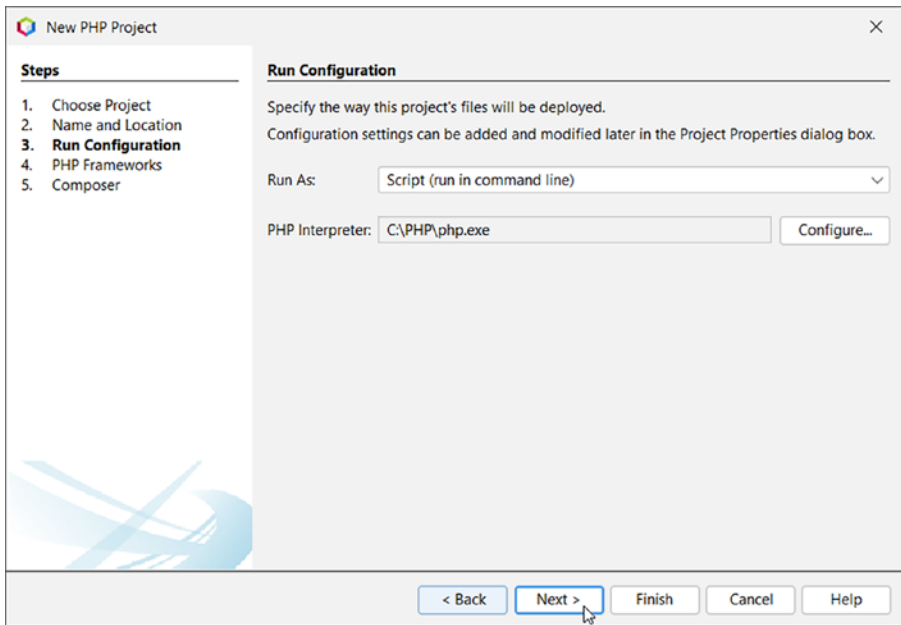 New PHP Project
Steps
1. Choose Project
2. Name and Location
3. Run Configuration
4. PHP Frameworks
5. Composer
Run Configuration
Specify the way this project's files will be deployed.
Configuration settings can be added and modified later in the Project Properties dialog box.
Run As: Script (run in command line)
PHP Interpreter: C:\PHP\php.exe Configure...
< Back Next > Finish Cancel Help